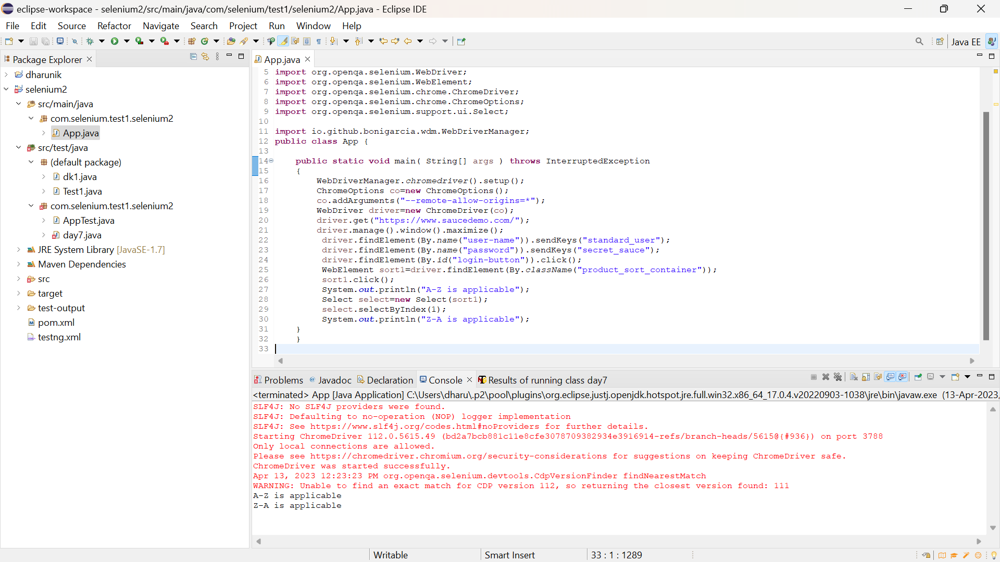 eclipse-workspace - selenium2/src/main/java/com/selenium/test1/selenium2/App.java - Eclipse IDE
File Edit Source Refactor Navigate Search Project Run Window Help
Java EE
Package Explorer
dharunik
selenium2
src/main/java
com.selenium.test1.selenium2
App.java
src/test/java
(default package)
dk1.java
Test1.java
com.selenium.test1.selenium2
AppTest.java
day7.java
JRE System Library [JavaSE-1.7]
Maven Dependencies
src
target
test-output
pom.xml
testng.xml
App.java
5 import org.openqa.selenium.WebDriver;
6 import org.openqa.selenium.WebElement;
7 import org.openqa.selenium.chrome.ChromeDriver;
8 import org.openqa.selenium.chrome.ChromeOptions;
9 import org.openqa.selenium.support.ui.Select;
10
11 import io.github.bonigarcia.wdm.WebDriverManager;
12 public class App {
13
14 public static void main( String[] args ) throws InterruptedException
15 {
16 WebDriverManager.chromedriver().setup();
17 ChromeOptions co=new ChromeOptions();
18 co.addArguments("--remote-allow-origins=*");
19 WebDriver driver=new ChromeDriver(co);
20 driver.get("https://www.saucedemo.com/");
21 driver.manage().window().maximize();
22 driver.findElement(By.name("user-name")).sendKeys("standard_user");
23 driver.findElement(By.name("password")).sendKeys("secret_sauce");
24 driver.findElement(By.id("login-button")).click();
25 WebElement sort1=driver.findElement(By.className("product_sort_container"));
26 sort1.click();
27 System.out.println("A-Z is applicable");
28 Select select=new Select(sort1);
29 select.selectByIndex(1);
30 System.out.println("Z-A is applicable");
31 }
32 }
33
Problems Javadoc Declaration Console Results of running class day7
<terminated> App [Java Application] C:\Users\dharu\.p2\pool\plugins\org.eclipse.justj.openjdk.hotspot.jre.full.win32.x86_64_17.0.4.v20220903-1038\jre\bin\javaw.exe (13-Apr-2023,
SLF4J: No SLF4J providers were found.
SLF4J: Defaulting to no-operation (NOP) logger implementation
SLF4J: See https://www.slf4j.org/codes.html#noProviders for further details.
Starting ChromeDriver 112.0.5615.49 (bd2a7bcb881c11e8cfe3078709382934e3916914-refs/branch-heads/5615@{#936}) on port 3788
Only local connections are allowed.
Please see https://chromedriver.chromium.org/security-considerations for suggestions on keeping ChromeDriver safe.
ChromeDriver was started successfully.
Apr 13, 2023 12:23:23 PM org.openqa.selenium.devtools.CdpVersionFinder findNearestMatch
WARNING: Unable to find an exact match for CDP version 112, so returning the closest version found: 111
A-Z is applicable
Z-A is applicable
Writable Smart Insert 33 : 1 : 1289